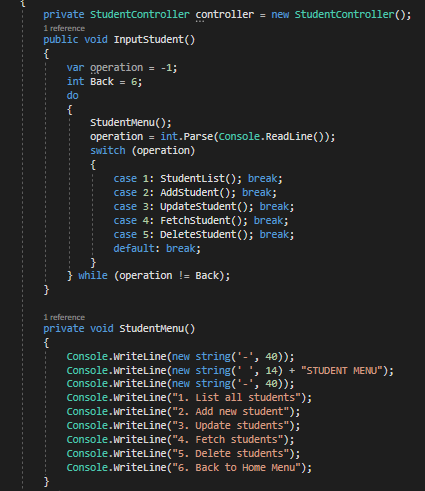 {
private StudentController controller = new StudentController();
1 reference
public void InputStudent()
{
var operation = -1;
int Back = 6;
do
{
StudentMenu();
operation = int.Parse(Console.ReadLine());
switch (operation)
{
case 1: StudentList(); break;
case 2: AddStudent(); break;
case 3: UpdateStudent(); break;
case 4: FetchStudent(); break;
case 5: DeleteStudent(); break;
default: break;
}
} while (operation != Back);
}
1 reference
private void StudentMenu()
{
Console.WriteLine(new string('-', 40));
Console.WriteLine(new string(' ', 14) + "STUDENT MENU");
Console.WriteLine(new string('-', 40));
Console.WriteLine("1. List all students");
Console.WriteLine("2. Add new student");
Console.WriteLine("3. Update students");
Console.WriteLine("4. Fetch students");
Console.WriteLine("5. Delete students");
Console.WriteLine("6. Back to Home Menu");
}